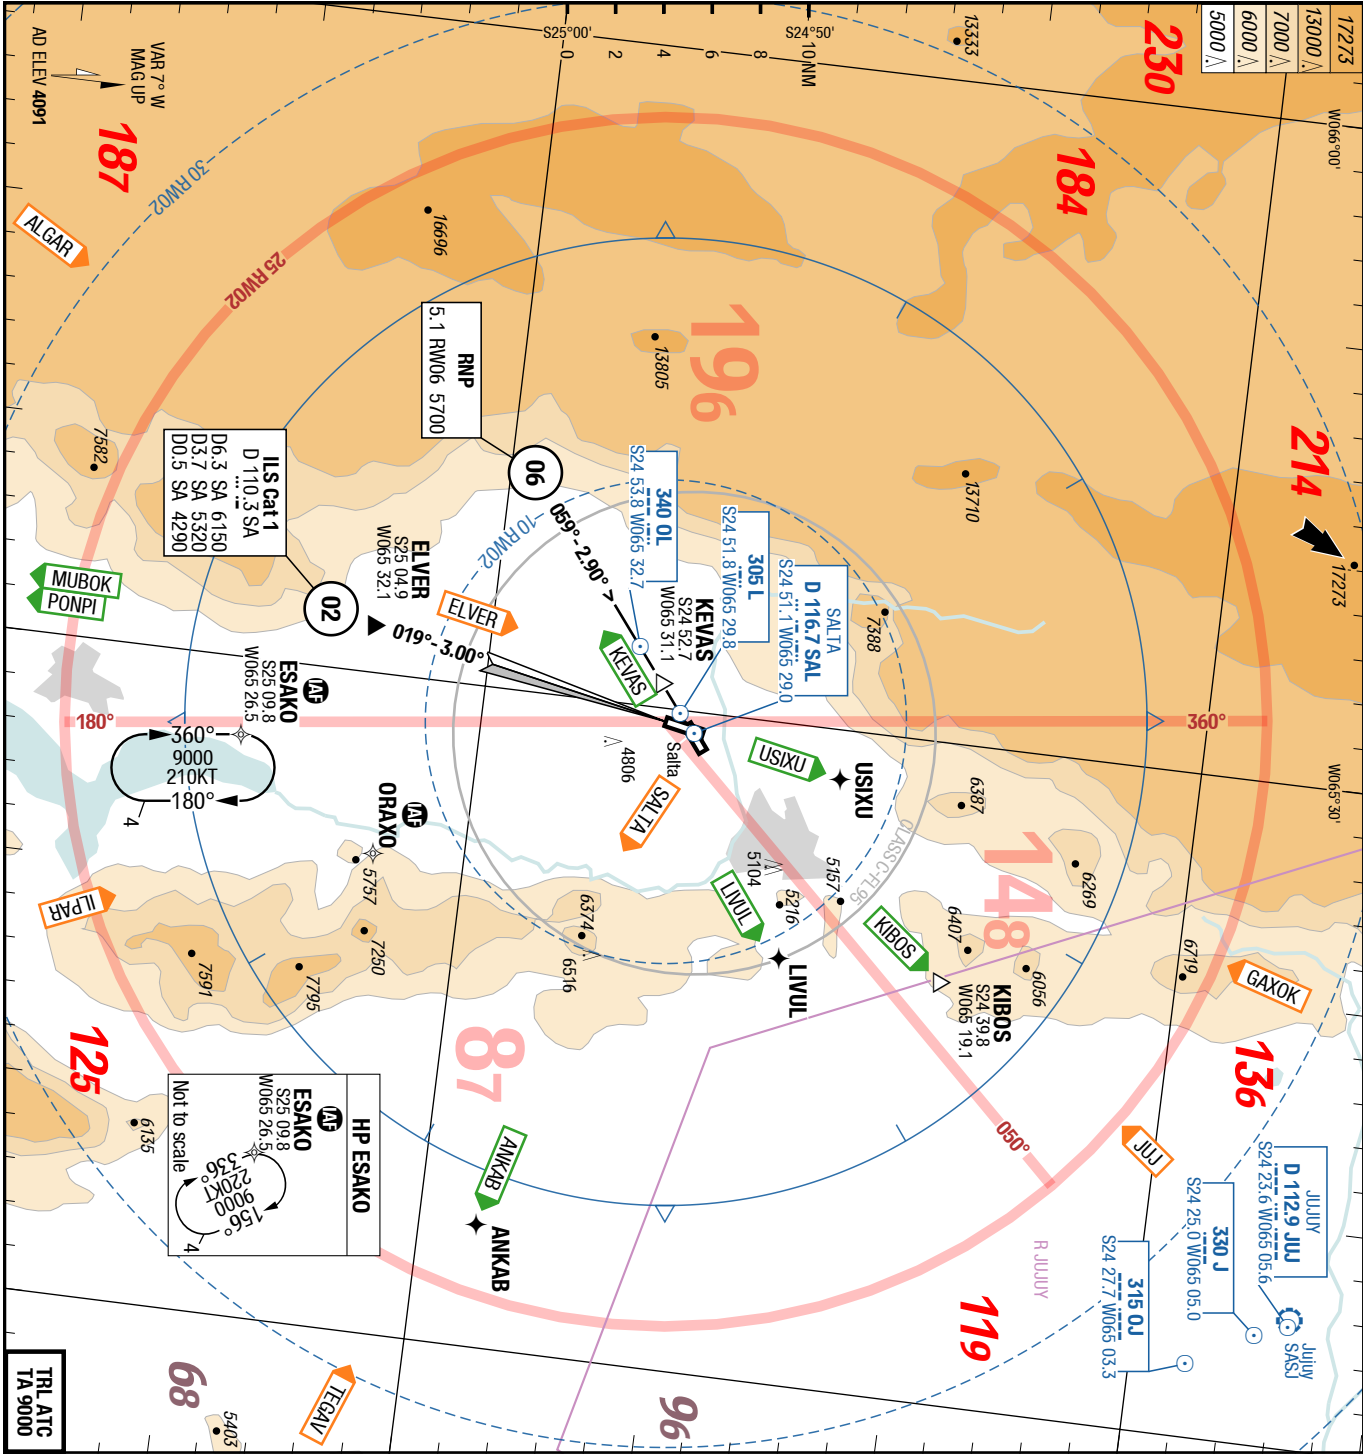 17273
13000
7000
6000
5000
230
13333
W066°00'
S24°50'
10 NM
8
6
4
2
0
S25°00'
VAR 7° W
MAG UP
AD ELEV 4091
187
184
30 RW02
ALGAR
25 RW02
16696
196
13805
RNP
5.1 RW06 5700
214
17273
13710
7582
ILS Cat 1
D 110.3 SA
D6.3 SA 6150
D3.7 SA 5320
D0.5 SA 4290
06
059° - 2.90° >
10 RW02
340 OL
S24 53.8 W065 32.7
305 L
S24 51.8 W065 29.8
SALTA
D 116.7 SAL
S24 51.1 W065 29.0
KEVAS
S24 52.7
W065 31.1
KEVAS
7388
ELVER
S25 04.9
W065 32.1
ELVER
02
019° - 3.00°
MUBOK
PONPI
180°
360°
ESAKO
S25 09.8
W065 26.5
IAF
360°
9000
210KT
180°
4
Salta
4806
SALTA
USIXU
USIXU
W065°30'
6387
CLASS C-FL 95
148
6269
ORAXO
IAF
5757
5104
5216
5157
LIVUL
LIVUL
KIBOS
KIBOS
S24 39.8
W065 19.1
6407
6056
6719
GAXOK
ILPAR
6374
6516
7250
7591
7795
87
125
136
6135
050°
JUJ
HP ESAKO
IAF
ESAKO
S25 09.8
W065 26.5
336°
220KT
9000
156°
4
Not to scale
ANKAB
ANKAB
R JUJUY
JUJUY
D 112.9 JUJ
S24 23.6 W065 05.6
330 J
S24 25.0 W065 05.0
315 OJ
S24 27.7 W065 03.3
Jujuy
SASJ
119
96
68
TEGAV
5403
TRL ATC
TA 9000